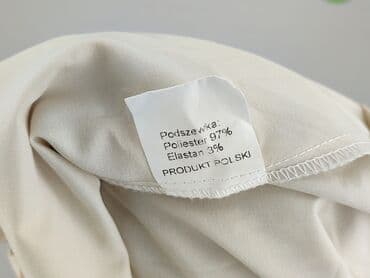 Podszewka:
Poliester 97%
Elastan 3%
PRODUKT POLSKI